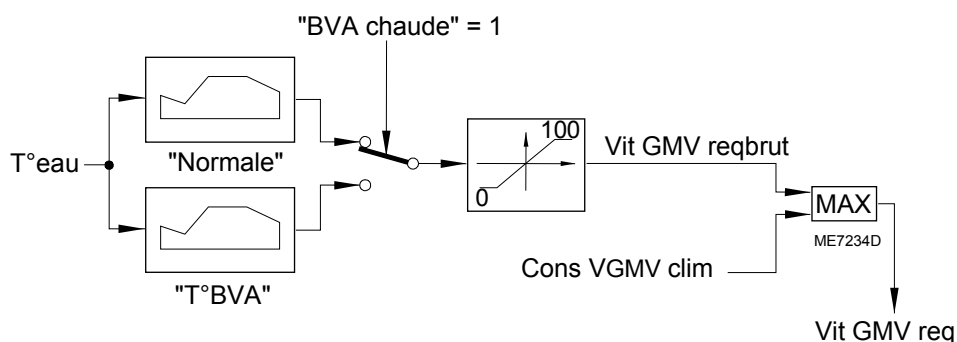 "BVA chaude" = 1
T°eau
"Normale"
"T°BVA"
100
0
Vit GMV reqbrut
MAX
ME7234D
Cons VGMV clim
Vit GMV req